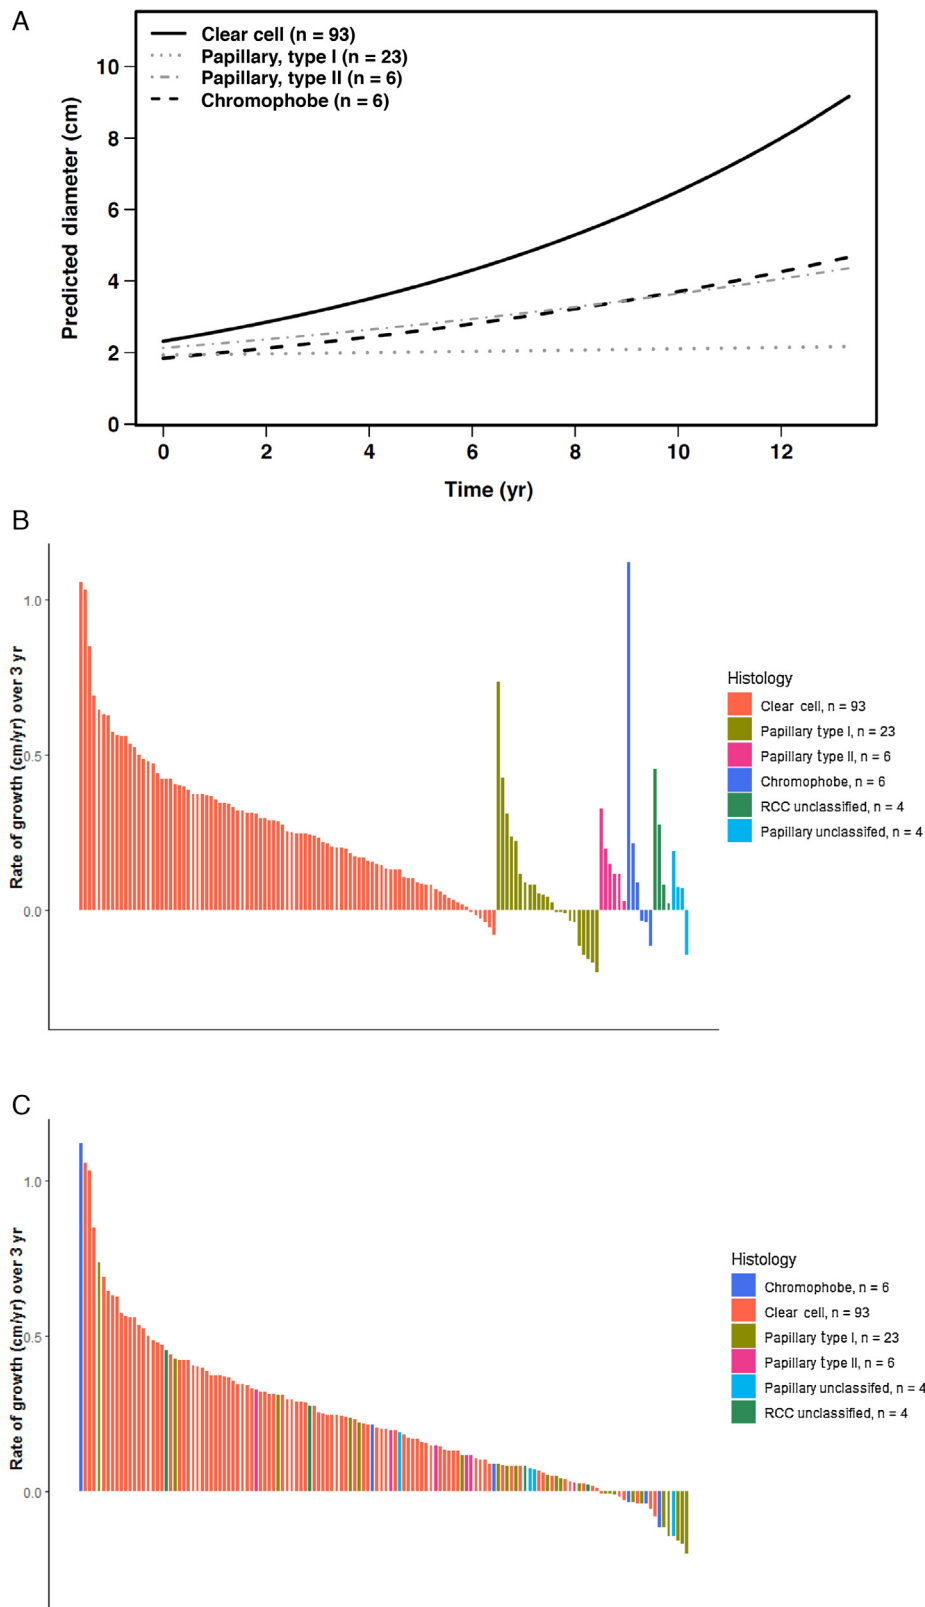 A
Clear cell (n = 93)
Papillary, type I (n = 23)
Papillary, type II (n = 6)
Chromophobe (n = 6)
Predicted diameter (cm)
10
8
6
4
2
0
0 2 4 6 8 10 12
Time (yr)
B
Rate of growth (cm/yr) over 3 yr
1.0
0.5
0.0
Histology
Clear cell, n = 93
Papillary type I, n = 23
Papillary type II, n = 6
Chromophobe, n = 6
RCC unclassified, n = 4
Papillary unclassifed, n = 4
C
Rate of growth (cm/yr) over 3 yr
1.0
0.5
0.0
Histology
Chromophobe, n = 6
Clear cell, n = 93
Papillary type I, n = 23
Papillary type II, n = 6
Papillary unclassifed, n = 4
RCC unclassified, n = 4